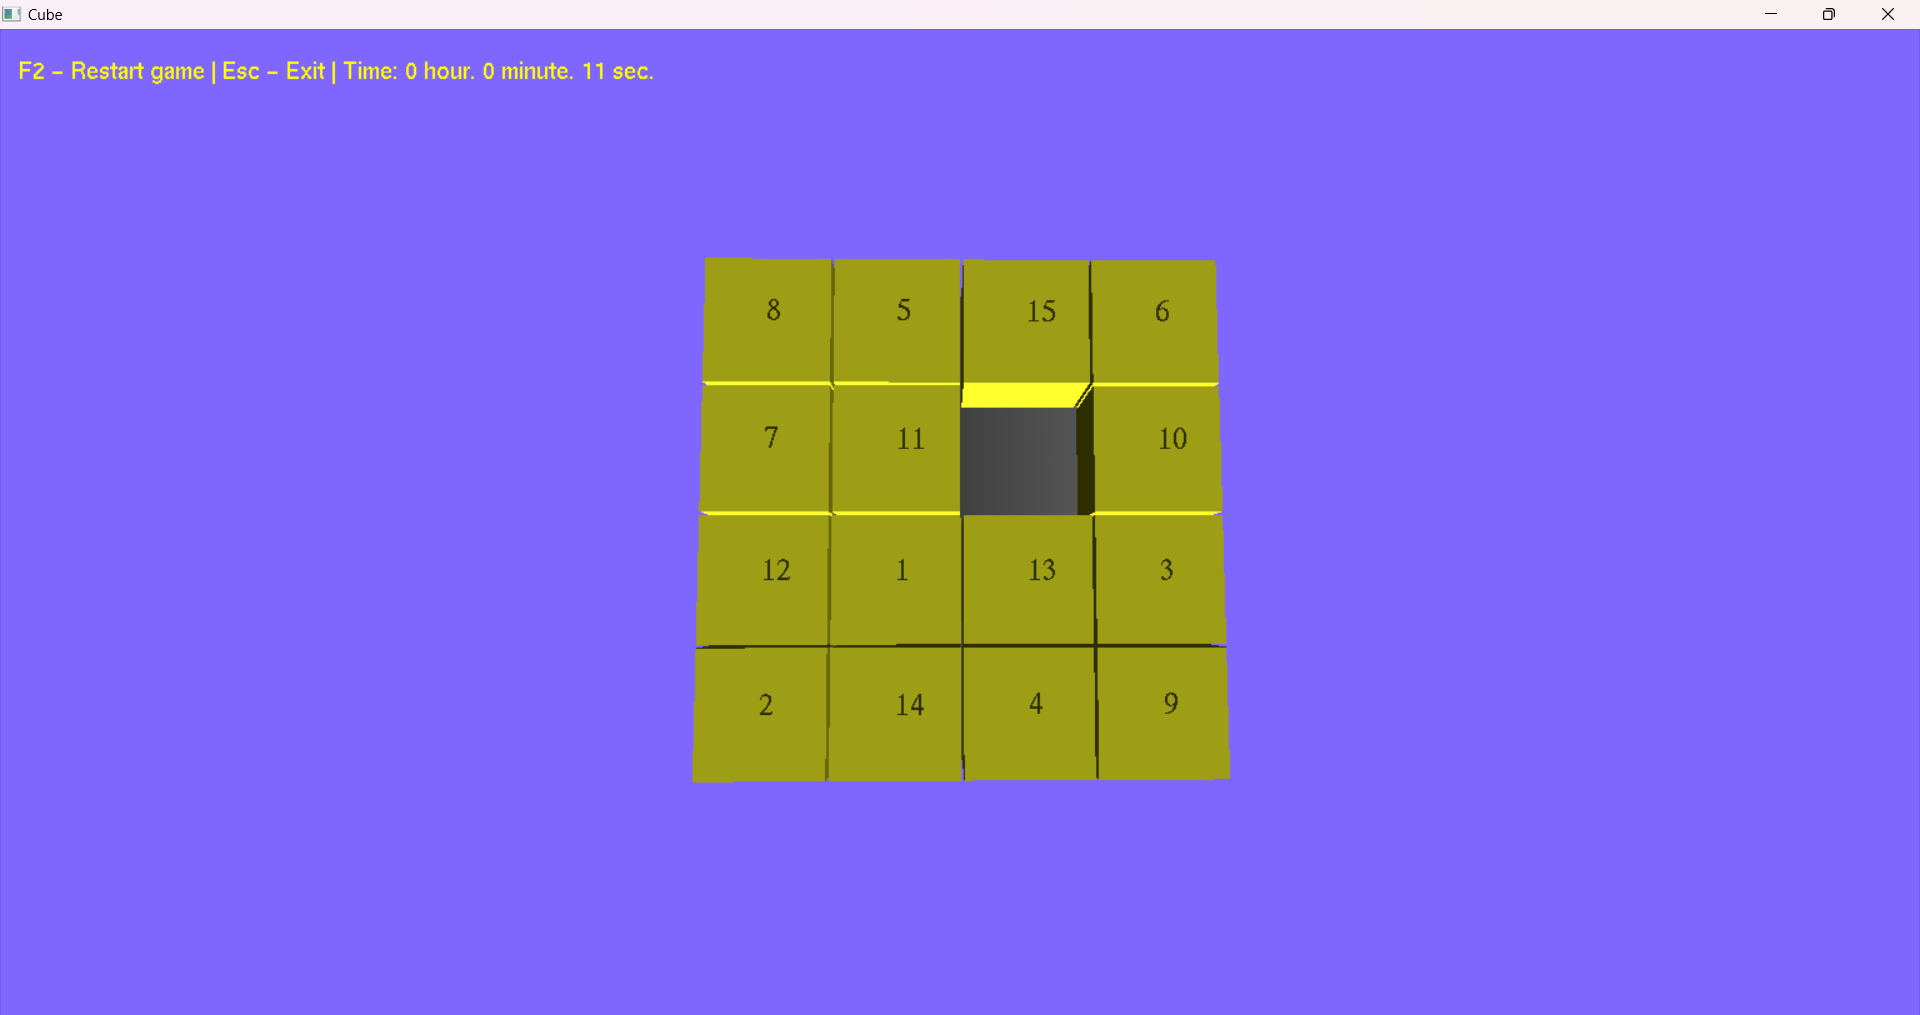 Cube
F2 – Restart game | Esc – Exit | Time: 0 hour. 0 minute. 11 sec.
8 5 15 6
7 11 10
12 1 13 3
2 14 4 9